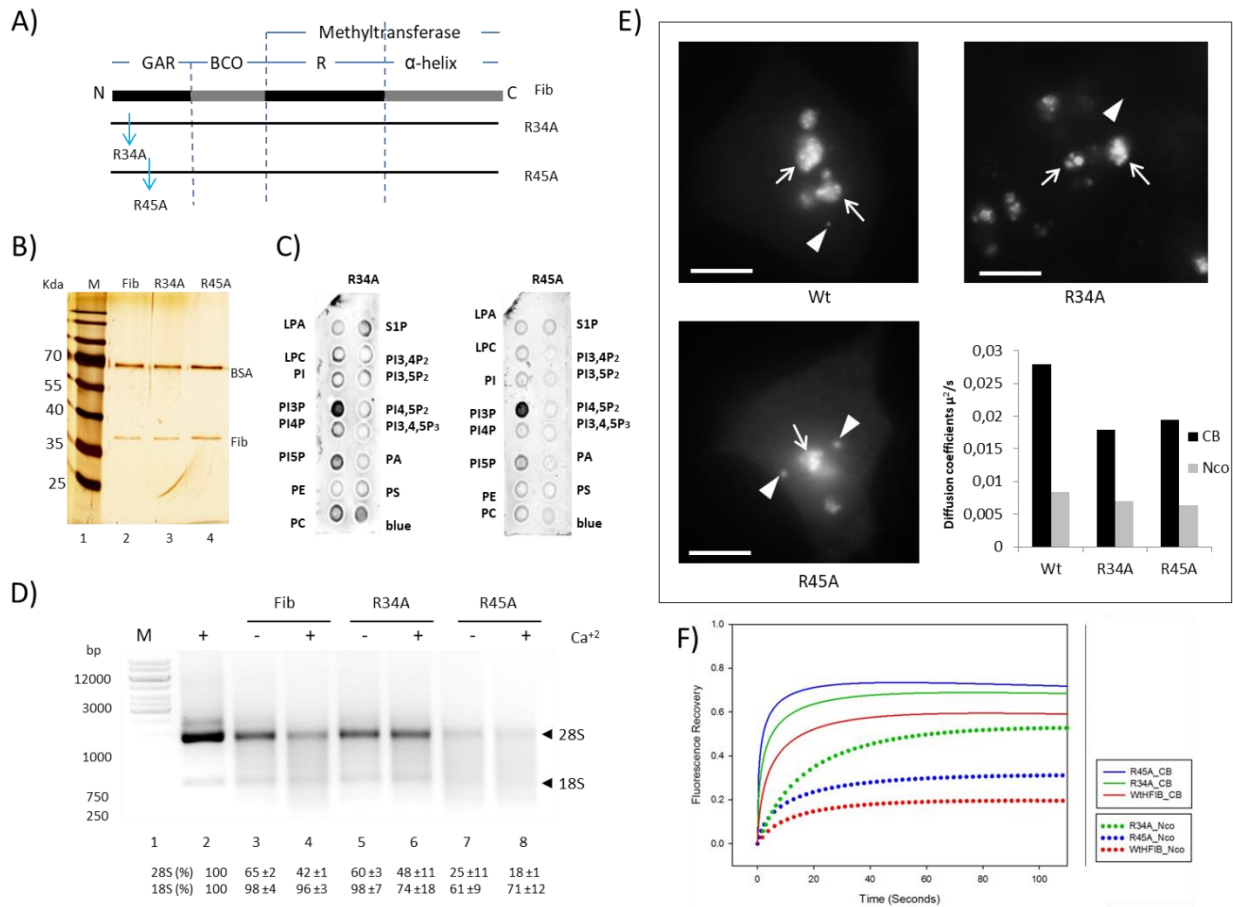 A)
Methyltransferase
GAR BCO R α-helix
N C Fib
R34A
R34A
R45A
R45A
B)
Kda M Fib R34A R45A
70
55
40
35
25
BSA
Fib
1 2 3 4
C)
R34A
LPA S1P
LPC PI3,4P2
PI PI3,5P2
PI3P PI4,5P2
PI4P PI3,4,5P3
PI5P PA
PE PS
PC blue
R45A
LPA S1P
LPC PI3,4P2
PI PI3,5P2
PI3P PI4,5P2
PI4P PI3,4,5P3
PI5P PA
PE PS
PC blue
D)
Fib R34A R45A
M + - + - + - + Ca+2
bp
12000
3000
1000
750
250
28S
18S
1 2 3 4 5 6 7 8
28S (%) 100 65 ±2 42 ±1 60 ±3 48 ±11 25 ±11 18 ±1
18S (%) 100 98 ±4 96 ±3 98 ±7 74 ±18 61 ±9 71 ±12
E)
Wt
R34A
R45A
Diffusion coefficients μ²/s
0,03
0,025
0,02
0,015
0,01
0,005
0
Wt R34A R45A
CB
Nco
F)
Fluorescence Recovery
0.8
0.6
0.4
0.2
0.0
0 20 40 60 80 100
Time (Seconds)
R45A_CB
R34A_CB
WtHFIB_CB
R34A_Nco
R45A_Nco
WtHFIB_Nco